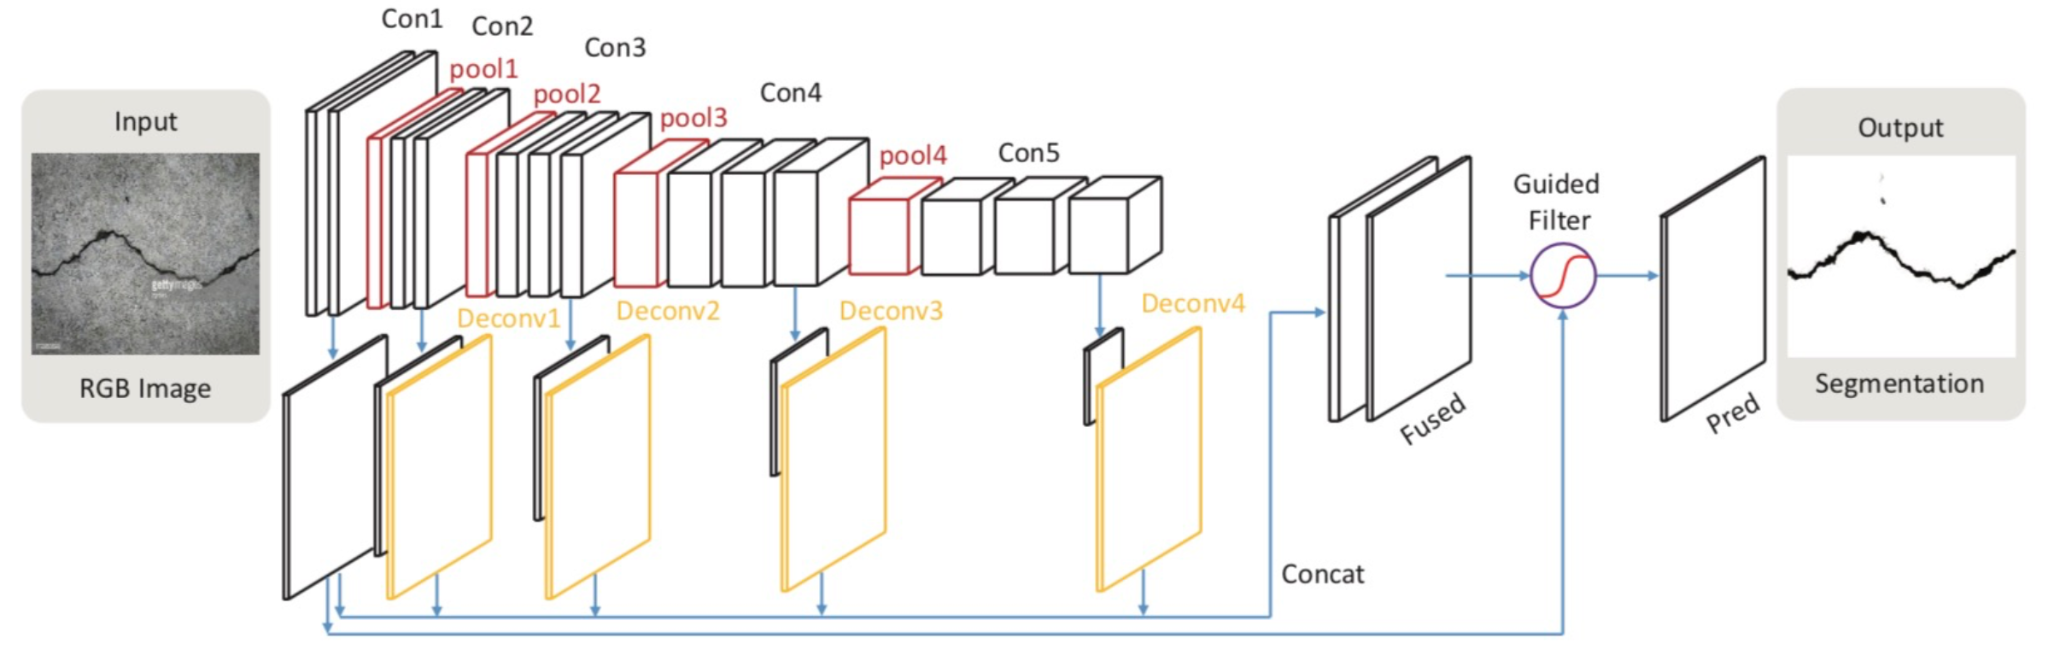 Input
RGB Image
gettyimages
Con1
Con2
Con3
Con4
Con5
pool1
pool2
pool3
pool4
Deconv1
Deconv2
Deconv3
Deconv4
Concat
Fused
Guided
Filter
Pred
Output
Segmentation